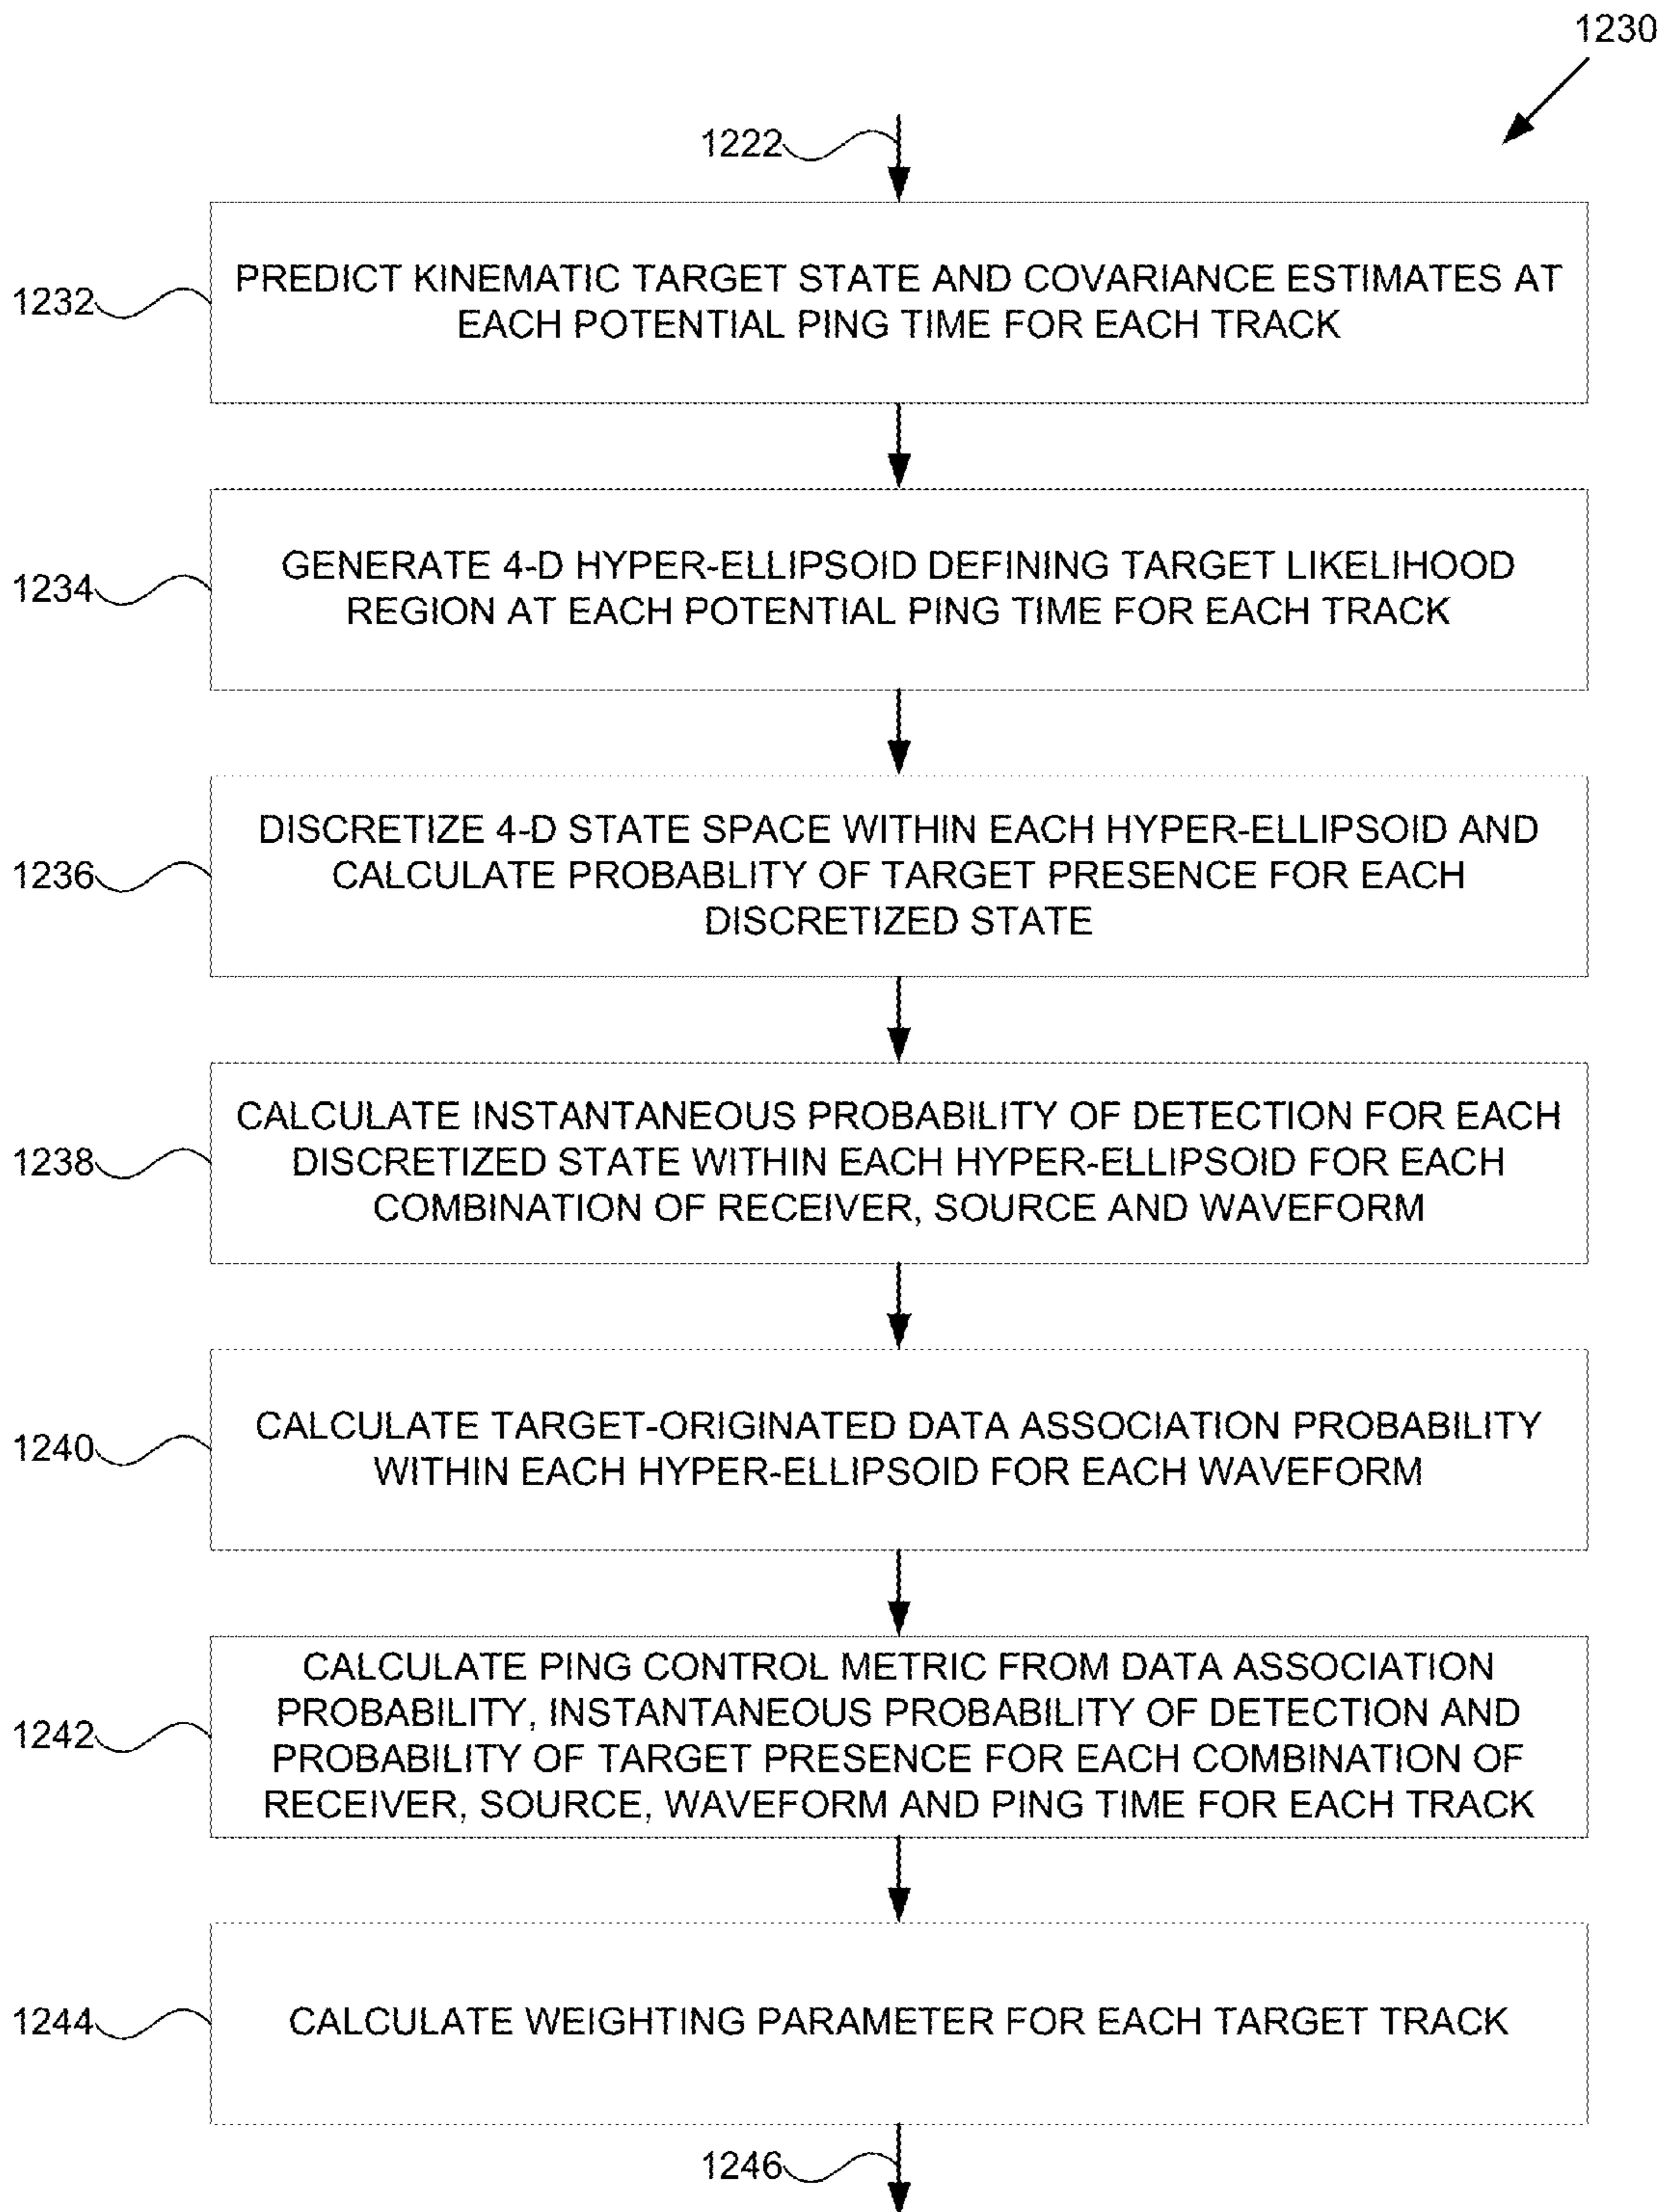 1230
1222
1232
PREDICT KINEMATIC TARGET STATE AND COVARIANCE ESTIMATES AT
EACH POTENTIAL PING TIME FOR EACH TRACK
1234
GENERATE 4-D HYPER-ELLIPSOID DEFINING TARGET LIKELIHOOD
REGION AT EACH POTENTIAL PING TIME FOR EACH TRACK
1236
DISCRETIZE 4-D STATE SPACE WITHIN EACH HYPER-ELLIPSOID AND
CALCULATE PROBABLITY OF TARGET PRESENCE FOR EACH
DISCRETIZED STATE
1238
CALCULATE INSTANTANEOUS PROBABILITY OF DETECTION FOR EACH
DISCRETIZED STATE WITHIN EACH HYPER-ELLIPSOID FOR EACH
COMBINATION OF RECEIVER, SOURCE AND WAVEFORM
1240
CALCULATE TARGET-ORIGINATED DATA ASSOCIATION PROBABILITY
WITHIN EACH HYPER-ELLIPSOID FOR EACH WAVEFORM
1242
CALCULATE PING CONTROL METRIC FROM DATA ASSOCIATION
PROBABILITY, INSTANTANEOUS PROBABILITY OF DETECTION AND
PROBABILITY OF TARGET PRESENCE FOR EACH COMBINATION OF
RECEIVER, SOURCE, WAVEFORM AND PING TIME FOR EACH TRACK
1244
CALCULATE WEIGHTING PARAMETER FOR EACH TARGET TRACK
1246